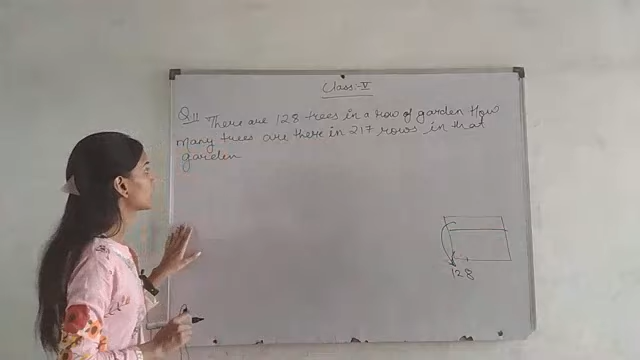 Class-V
Q11 There are 128 trees in a row of garden How
many trees are there in 217 rows in that
garden
128